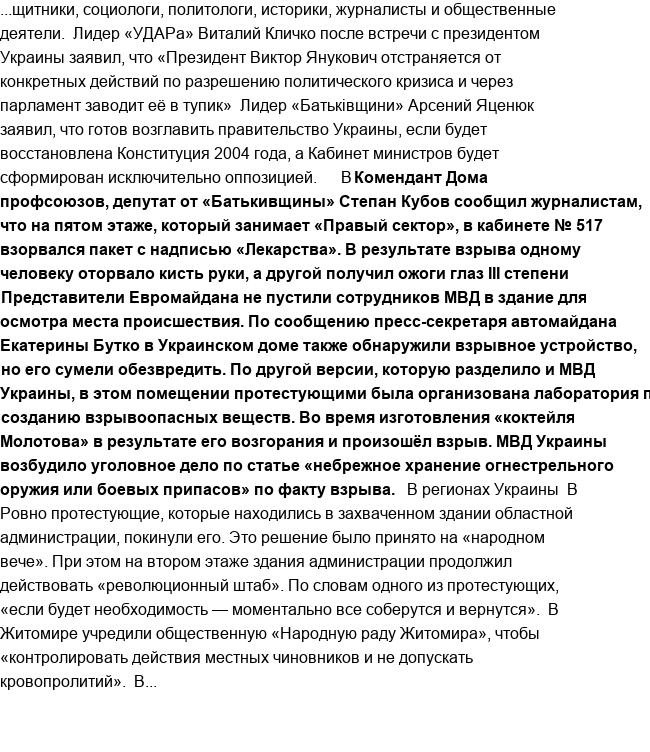 ...щитники, социологи, политологи, историки, журналисты и общественные
деятели.  Лидер «УДАРа» Виталий Кличко после встречи с президентом
Украины заявил, что «Президент Виктор Янукович отстраняется от
конкретных действий по разрешению политического кризиса и через
парламент заводит её в тупик»  Лидер «Батькiвщини» Арсений Яценюк
заявил, что готов возглавить правительство Украины, если будет
восстановлена Конституция 2004 года, а Кабинет министров будет
сформирован исключительно оппозицией.      В Комендант Дома
профсоюзов, депутат от «Батькивщины» Степан Кубов сообщил журналистам,
что на пятом этаже, который занимает «Правый сектор», в кабинете № 517
взорвался пакет с надписью «Лекарства». В результате взрыва одному
человеку оторвало кисть руки, а другой получил ожоги глаз III степени
Представители Евромайдана не пустили сотрудников МВД в здание для
осмотра места происшествия. По сообщению пресс-секретаря автомайдана
Екатерины Бутко в Украинском доме также обнаружили взрывное устройство,
но его сумели обезвредить. По другой версии, которую разделило и МВД
Украины, в этом помещении протестующими была организована лаборатория п
созданию взрывоопасных веществ. Во время изготовления «коктейля
Молотова» в результате его возгорания и произошёл взрыв. МВД Украины
возбудило уголовное дело по статье «небрежное хранение огнестрельного
оружия или боевых припасов» по факту взрыва.   В регионах Украины  В
Ровно протестующие, которые находились в захваченном здании областной
администрации, покинули его. Это решение было принято на «народном
вече». При этом на втором этаже здания администрации продолжил
действовать «революционный штаб». По словам одного из протестующих,
«если будет необходимость — моментально все соберутся и вернутся».  В
Житомире учредили общественную «Народную раду Житомира», чтобы
«контролировать действия местных чиновников и не допускать
кровопролитий».  В...